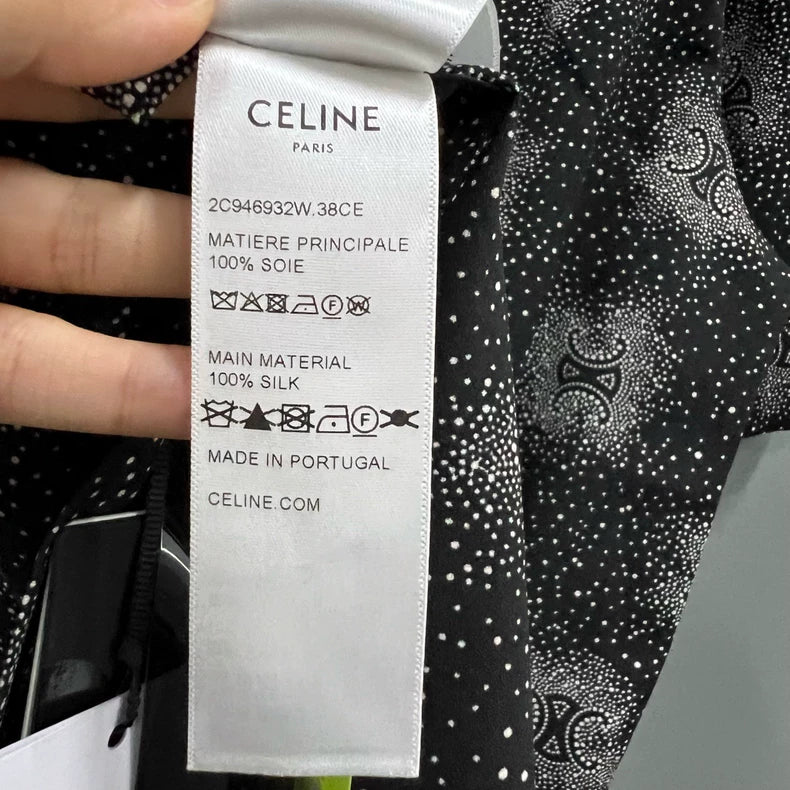 CELINE
PARIS
2C946932W.38CE
MATIERE PRINCIPALE
100% SOIE
F W
MAIN MATERIAL
100% SILK
F
MADE IN PORTUGAL
CELINE.COM